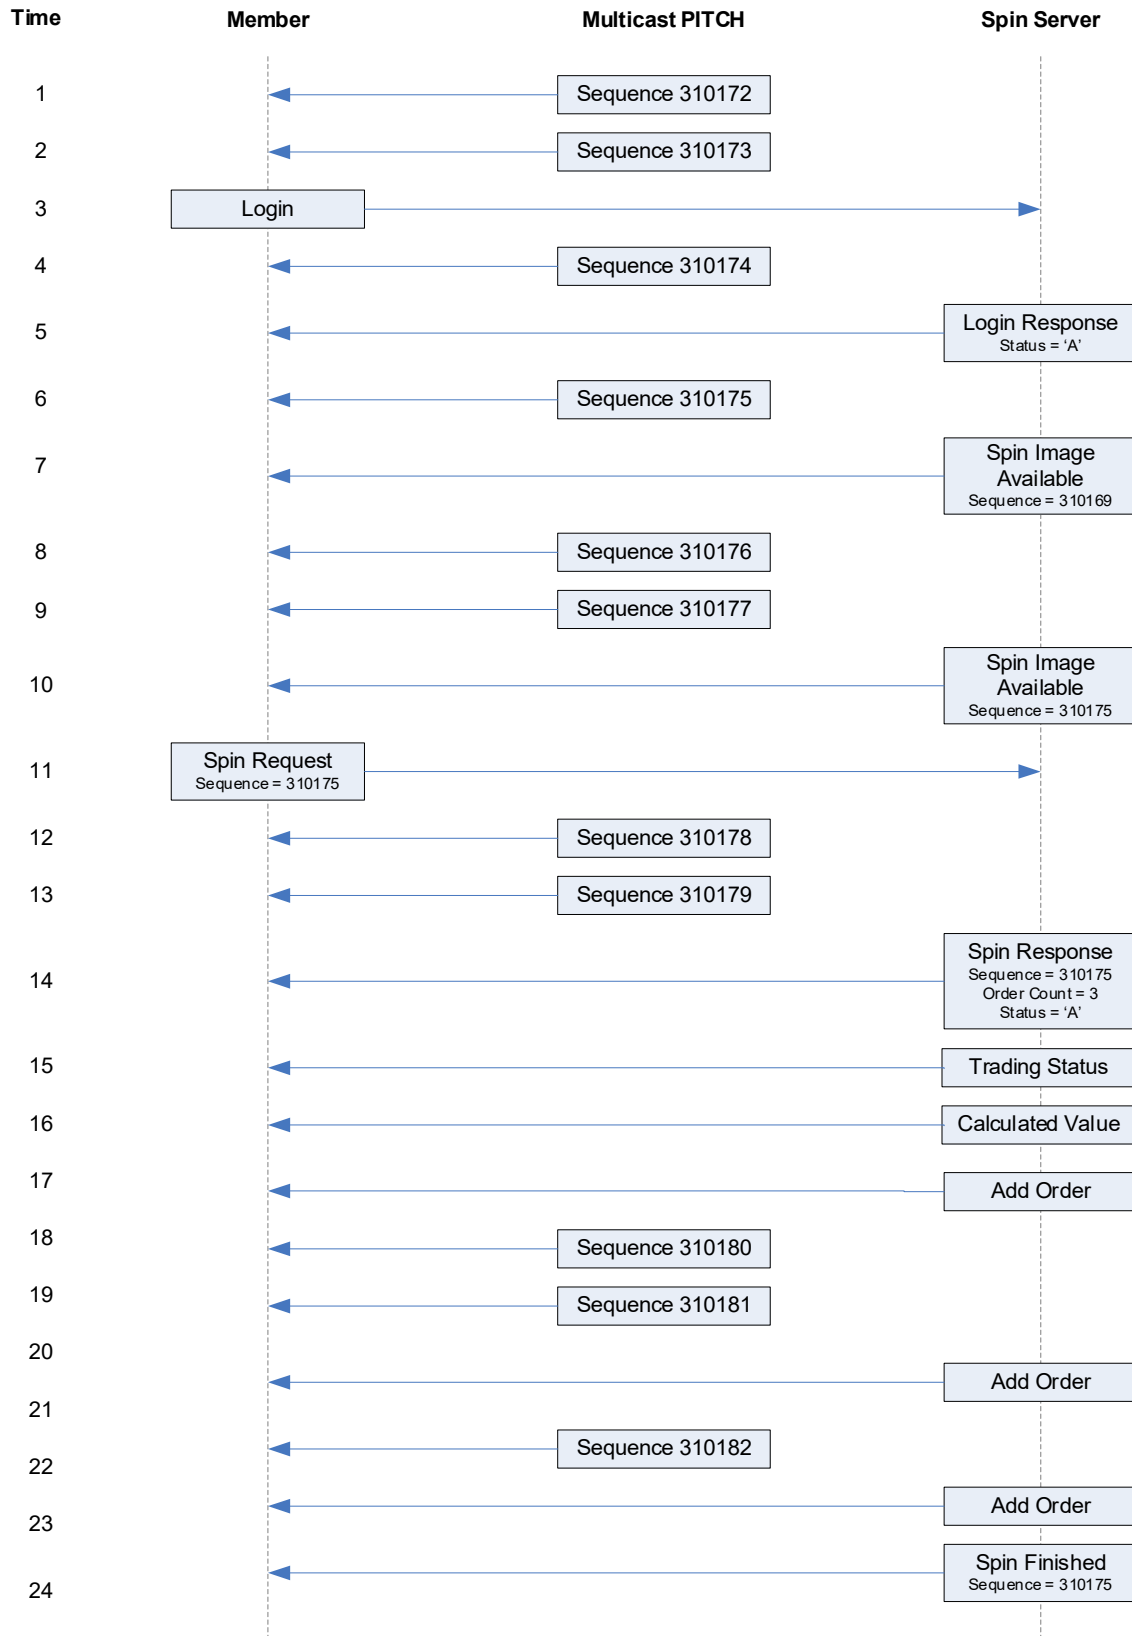 Time Member Multicast PITCH Spin Server
1 Sequence 310172
2 Sequence 310173
3 Login
4 Sequence 310174
5 Login Response
Status = ‘A’
6 Sequence 310175
7 Spin Image
Available
Sequence = 310169
8 Sequence 310176
9 Sequence 310177
10 Spin Image
Available
Sequence = 310175
11 Spin Request
Sequence = 310175
12 Sequence 310178
13 Sequence 310179
14 Spin Response
Sequence = 310175
Order Count = 3
Status = ‘A’
15 Trading Status
16 Calculated Value
17 Add Order
18 Sequence 310180
19 Sequence 310181
20
Add Order
21
Sequence 310182
22
Add Order
23
Spin Finished
Sequence = 310175
24